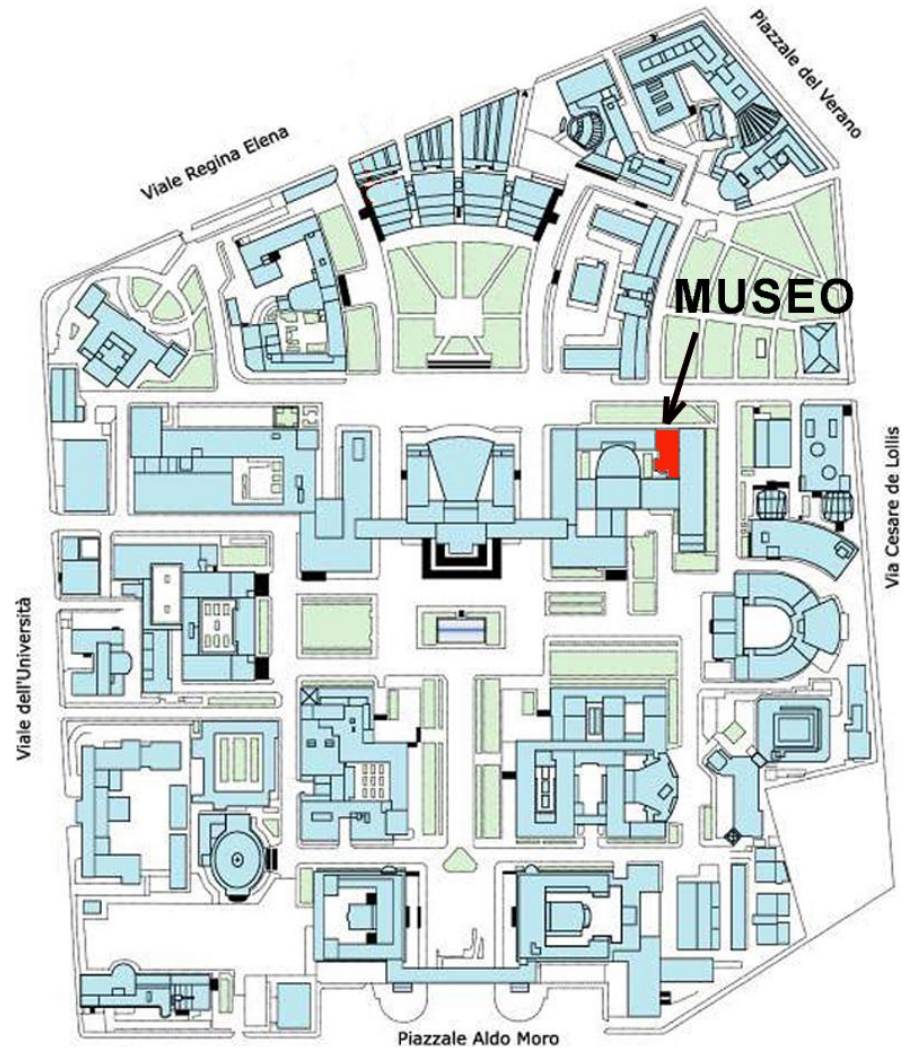 Piazzale del Verano
Viale Regina Elena
MUSEO
Via Cesare de Lollis
Viale dell'Università
Piazzale Aldo Moro